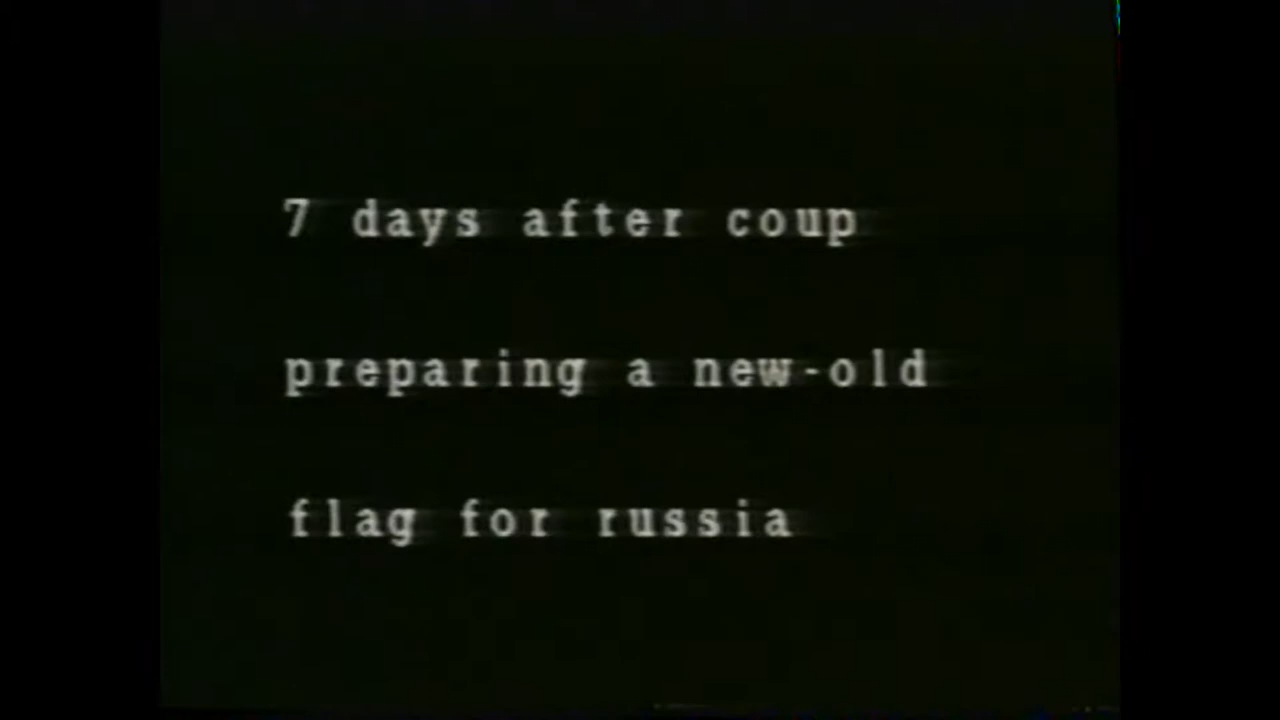 7 days after coup
preparing a new-old
flag for russia